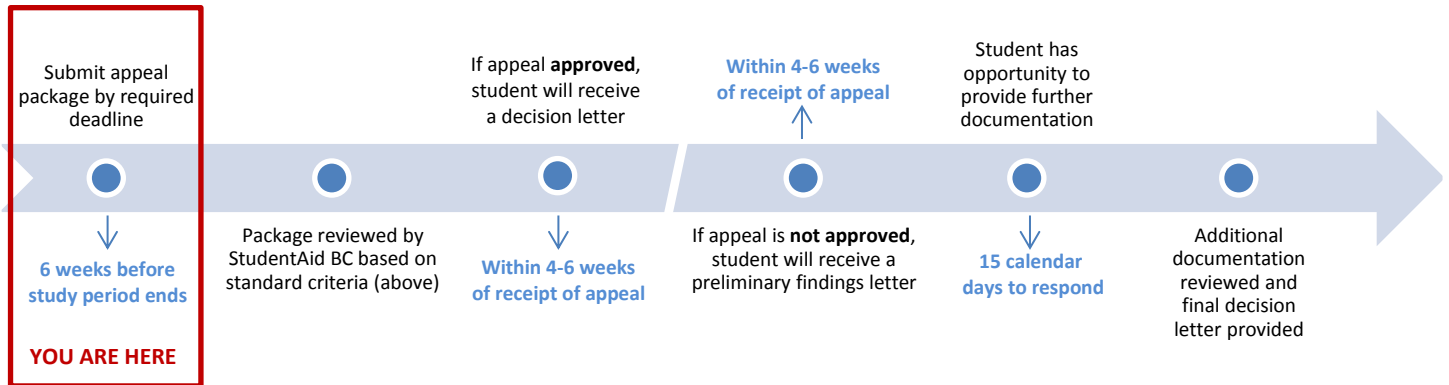 Submit appeal
package by required
deadline
6 weeks before
study period ends
YOU ARE HERE
Package reviewed by
StudentAid BC based on
standard criteria (above)
If appeal approved,
student will receive
a decision letter
Within 4-6 weeks
of receipt of appeal
Within 4-6 weeks
of receipt of appeal
If appeal is not approved,
student will receive a
preliminary findings letter
Student has
opportunity to
provide further
documentation
15 calendar
days to respond
Additional
documentation
reviewed and
final decision
letter provided